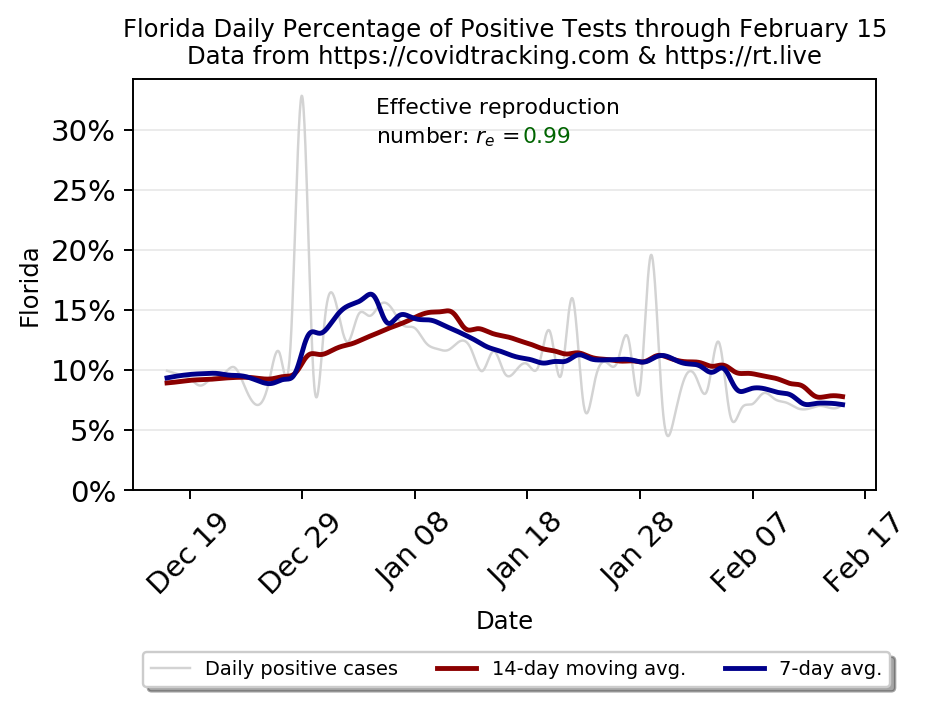 Florida Daily Percentage of Positive Tests through February 15
Data from https://covidtracking.com & https://rt.live
Effective reproduction
number: rₑ = 0.99
30%
25%
20%
15%
10%
5%
0%
Florida
Dec 19
Dec 29
Jan 08
Jan 18
Jan 28
Feb 07
Feb 17
Date
Daily positive cases
14-day moving avg.
7-day avg.